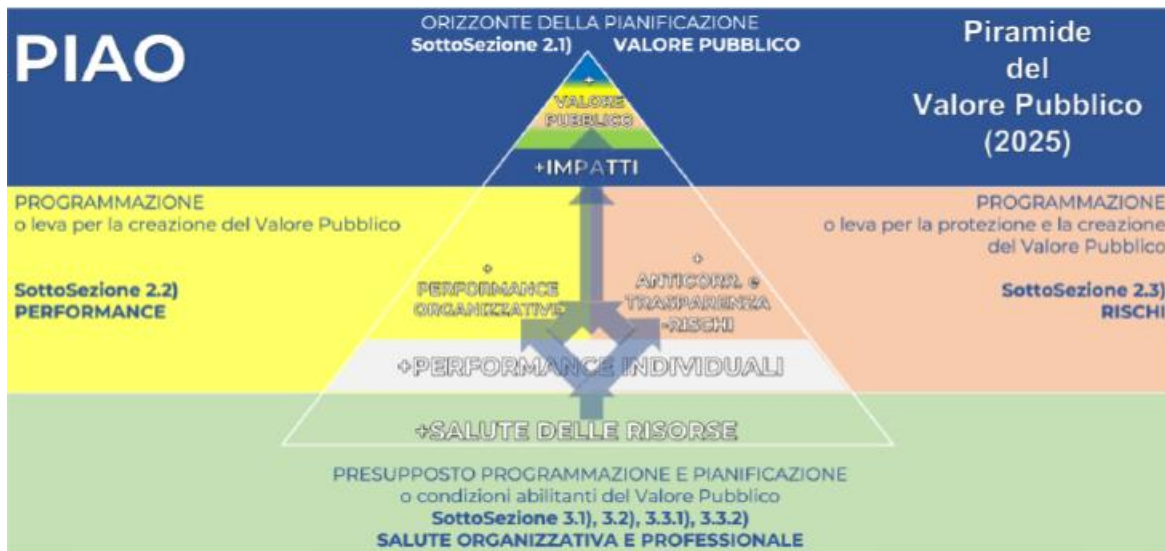 PIAO
ORIZZONTE DELLA PIANIFICAZIONE
SottoSezione 2.1) VALORE PUBBLICO
Piramide
del
Valore Pubblico
(2025)
+
VALORE
PUBBLICO
+IMPATTI
PROGRAMMAZIONE
o leva per la creazione del Valore Pubblico
SottoSezione 2.2)
PERFORMANCE
+
PERFORMANCE
ORGANIZZATIVE
+
ANTICORR. e
TRASPARENZA
-RISCHI
PROGRAMMAZIONE
o leva per la protezione e la creazione
del Valore Pubblico
SottoSezione 2.3)
RISCHI
+PERFORMANCE INDIVIDUALI
+SALUTE DELLE RISORSE
PRESUPPOSTO PROGRAMMAZIONE E PIANIFICAZIONE
o condizioni abilitanti del Valore Pubblico
SottoSezioni 3.1), 3.2), 3.3.1), 3.3.2)
SALUTE ORGANIZZATIVA E PROFESSIONALE